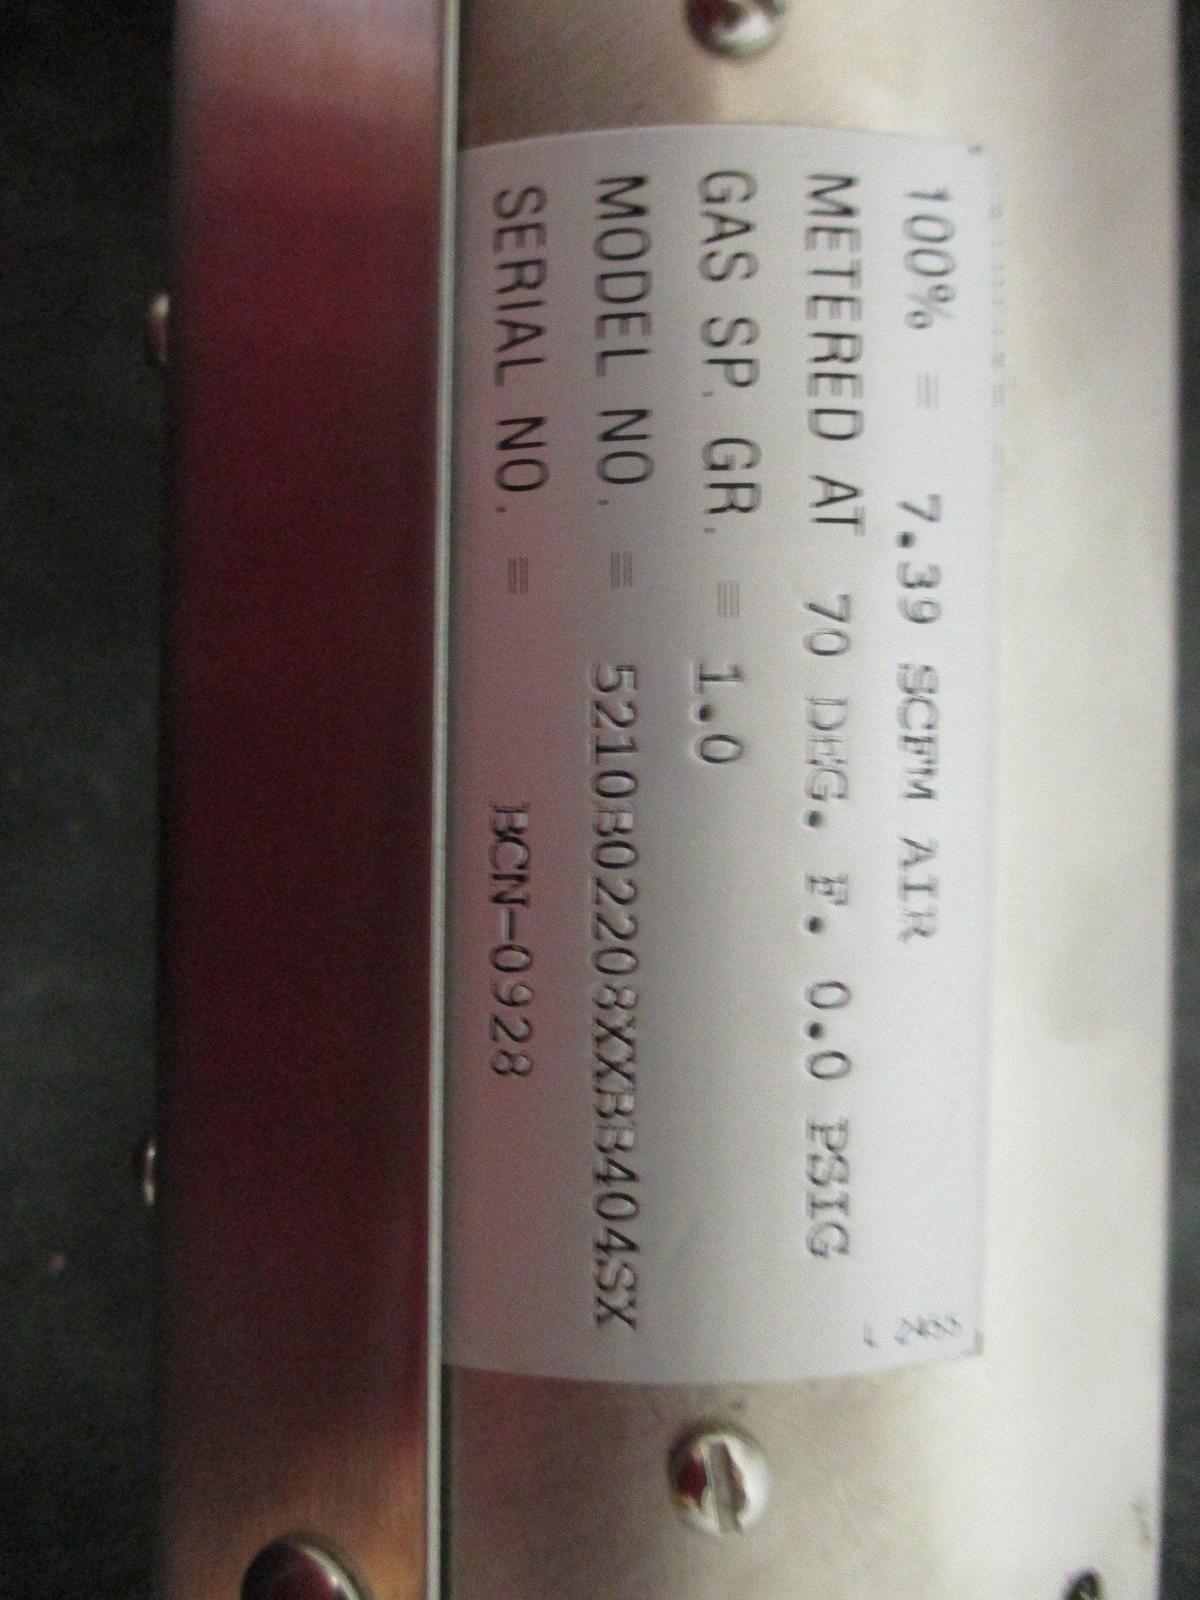 100% = 7.39 SCFM AIR
METERED AT 70 DEG. F. 0.0 PSIG
GAS SP. GR. = 1.0
MODEL NO. = 5210B02208XXBB404SX
SERIAL NO. = BCN-0928